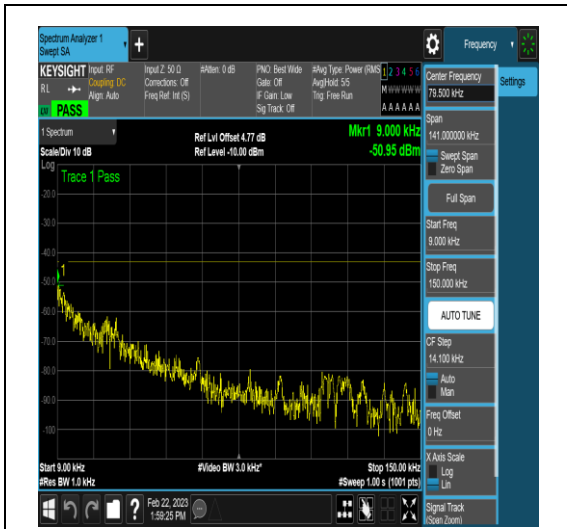 Spectrum Analyzer 1
Swept SA
+
Frequency
KEYSIGHT
Input: RF
Coupling: DC
Align: Auto
Input Z: 50 Ω
Corrections: Off
Freq Ref: Int (S)
#Atten: 0 dB
PNO: Best Wide
Gate: Off
IF Gain: Low
Sig Track: Off
#Avg Type: Power (RMS
Avg|Hold: 5/5
Trig: Free Run
1 2 3 4 5 6
M W W W W W
A A A A A A
RL
PASS
Center Frequency
79.500 kHz
Settings
Span
141.000000 kHz
Swept Span
Zero Span
Full Span
Start Freq
9.000 kHz
Stop Freq
150.000 kHz
AUTO TUNE
CF Step
14.100 kHz
Auto
Man
Freq Offset
0 Hz
X Axis Scale
Log
Lin
Signal Track
(Span Zoom)
1 Spectrum
Scale/Div 10 dB
Ref Lvl Offset 4.77 dB
Ref Level -10.00 dBm
Mkr1 9.000 kHz
-50.95 dBm
Log
Trace 1 Pass
-20.0
-30.0
-40.0
1
-50.0
-60.0
-70.0
-80.0
-90.0
-100
Start 9.00 kHz
#Res BW 1.0 kHz
#Video BW 3.0 kHz*
Stop 150.00 kHz
#Sweep 1.00 s (1001 pts)
?
Feb 22, 2023
1:59:25 PM